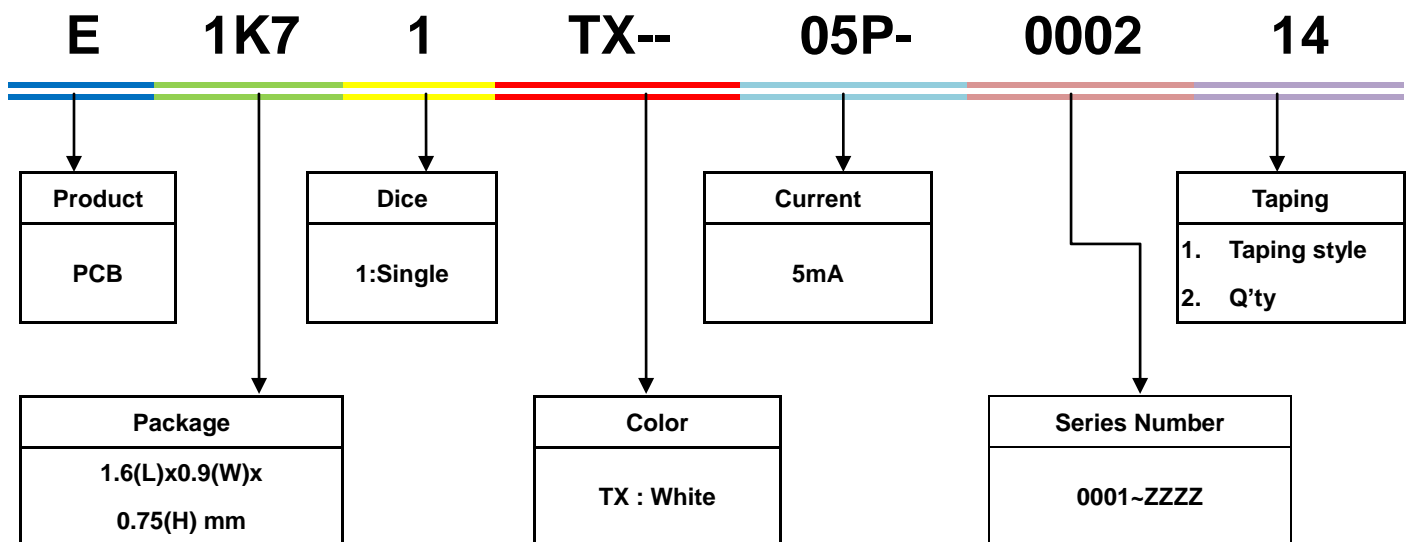 E 1K7 1 TX-- 05P- 0002 14
Product
PCB
Dice
1:Single
Current
5mA
Taping
1. Taping style
2. Q’ty
Package
1.6(L)x0.9(W)x
0.75(H) mm
Color
TX : White
Series Number
0001~ZZZZ